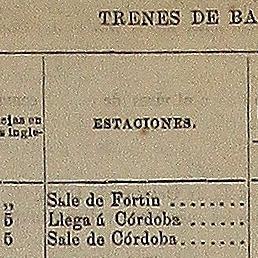 TRENES DE BA
cias en
s ingle-
ESTACIONES.
„ Sale de Fortin ........
5 Llega á Córdoba ........
5 Sale de Córdoba ........